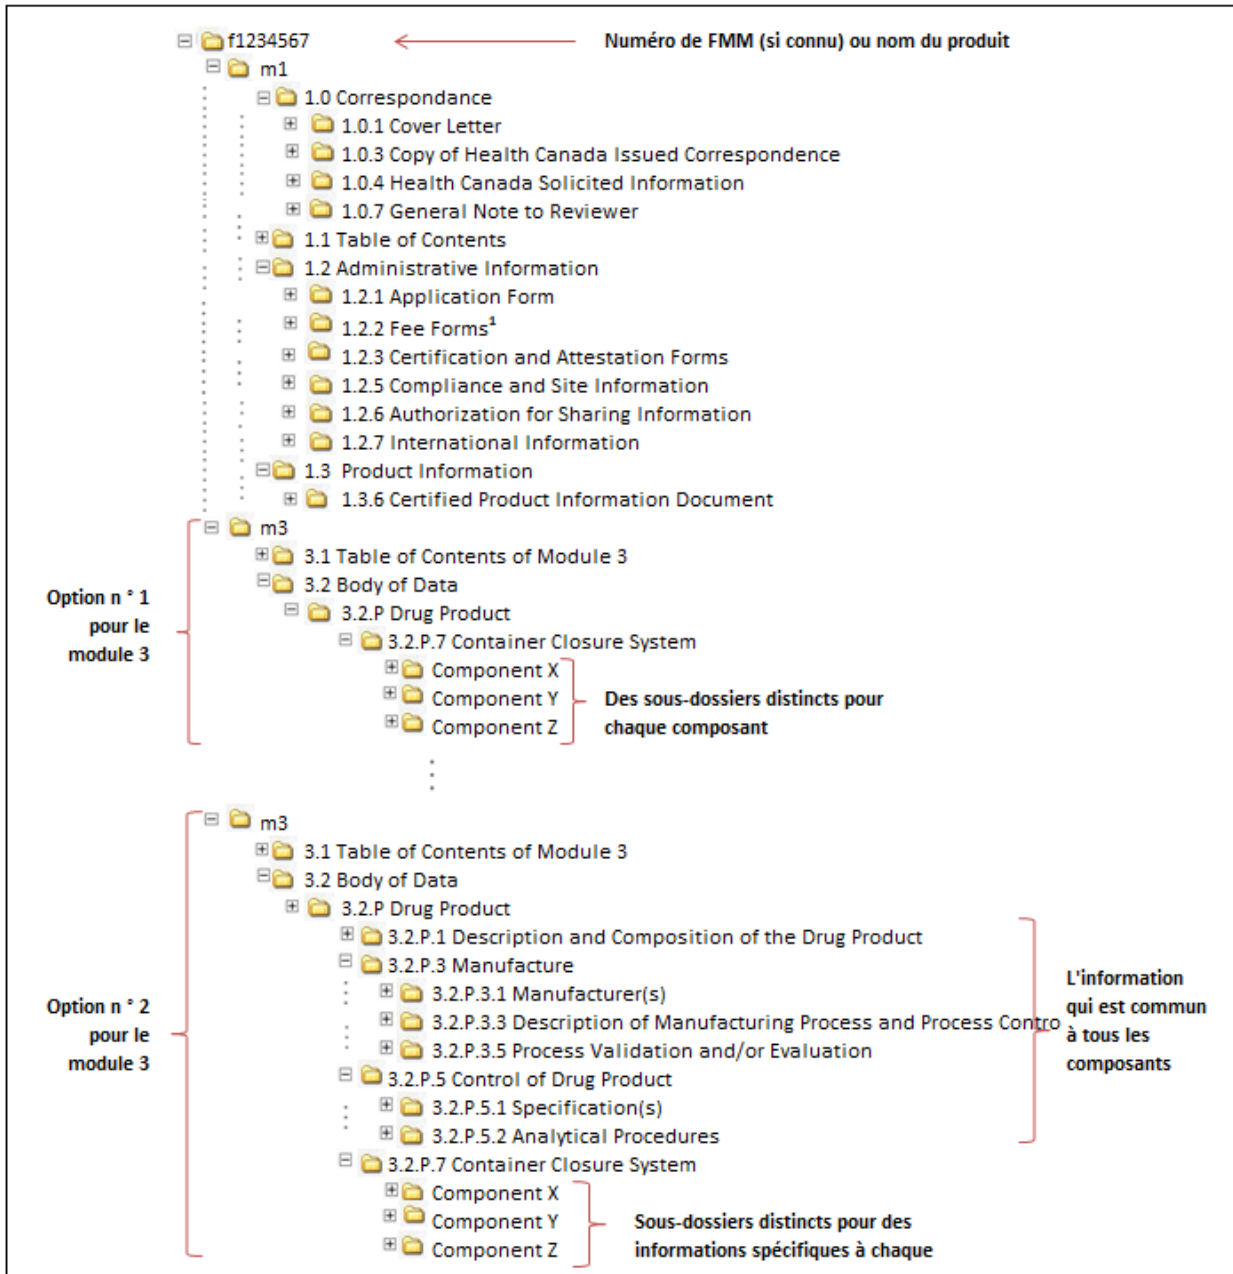 f1234567
Numéro de FMM (si connu) ou nom du produit
m1
1.0 Correspondance
1.0.1 Cover Letter
1.0.3 Copy of Health Canada Issued Correspondence
1.0.4 Health Canada Solicited Information
1.0.7 General Note to Reviewer
1.1 Table of Contents
1.2 Administrative Information
1.2.1 Application Form
1.2.2 Fee Forms¹
1.2.3 Certification and Attestation Forms
1.2.5 Compliance and Site Information
1.2.6 Authorization for Sharing Information
1.2.7 International Information
1.3 Product Information
1.3.6 Certified Product Information Document
Option n ° 1
pour le
module 3
m3
3.1 Table of Contents of Module 3
3.2 Body of Data
3.2.P Drug Product
3.2.P.7 Container Closure System
Component X
Component Y
Component Z
Des sous-dossiers distincts pour
chaque composant
Option n ° 2
pour le
module 3
m3
3.1 Table of Contents of Module 3
3.2 Body of Data
3.2.P Drug Product
3.2.P.1 Description and Composition of the Drug Product
3.2.P.3 Manufacture
3.2.P.3.1 Manufacturer(s)
3.2.P.3.3 Description of Manufacturing Process and Process Contro
3.2.P.3.5 Process Validation and/or Evaluation
3.2.P.5 Control of Drug Product
3.2.P.5.1 Specification(s)
3.2.P.5.2 Analytical Procedures
L'information
qui est commun
à tous les
composants
3.2.P.7 Container Closure System
Component X
Component Y
Component Z
Sous-dossiers distincts pour des
informations spécifiques à chaque